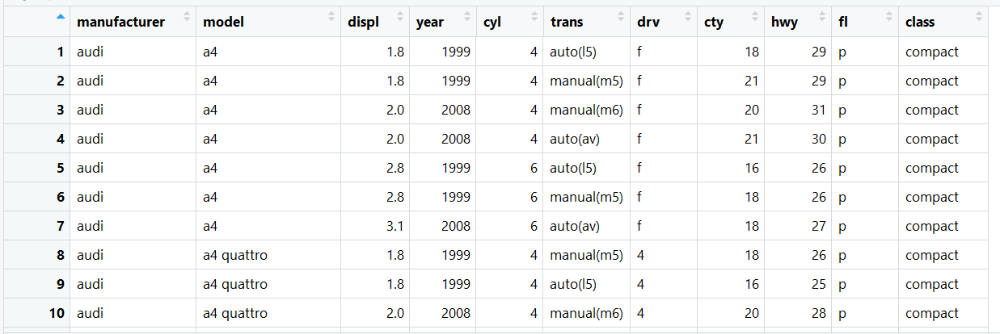 manufacturer model displ year cyl trans drv cty hwy fl class
1 audi a4 1.8 1999 4 auto(l5) f 18 29 p compact
2 audi a4 1.8 1999 4 manual(m5) f 21 29 p compact
3 audi a4 2.0 2008 4 manual(m6) f 20 31 p compact
4 audi a4 2.0 2008 4 auto(av) f 21 30 p compact
5 audi a4 2.8 1999 6 auto(l5) f 16 26 p compact
6 audi a4 2.8 1999 6 manual(m5) f 18 26 p compact
7 audi a4 3.1 2008 6 auto(av) f 18 27 p compact
8 audi a4 quattro 1.8 1999 4 manual(m5) 4 18 26 p compact
9 audi a4 quattro 1.8 1999 4 auto(l5) 4 16 25 p compact
10 audi a4 quattro 2.0 2008 4 manual(m6) 4 20 28 p compact